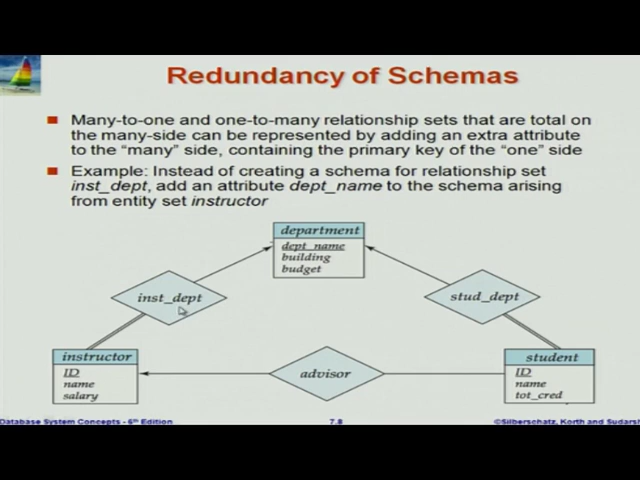 Redundancy of Schemas
Many-to-one and one-to-many relationship sets that are total on
the many-side can be represented by adding an extra attribute
to the "many" side, containing the primary key of the "one" side
Example: Instead of creating a schema for relationship set
inst_dept, add an attribute dept_name to the schema arising
from entity set instructor
department
dept_name
building
budget
inst_dept
stud_dept
instructor
ID
name
salary
advisor
student
ID
name
tot_cred
Database System Concepts - 6th Edition
7.8
©Silberschatz, Korth and Sudarsh